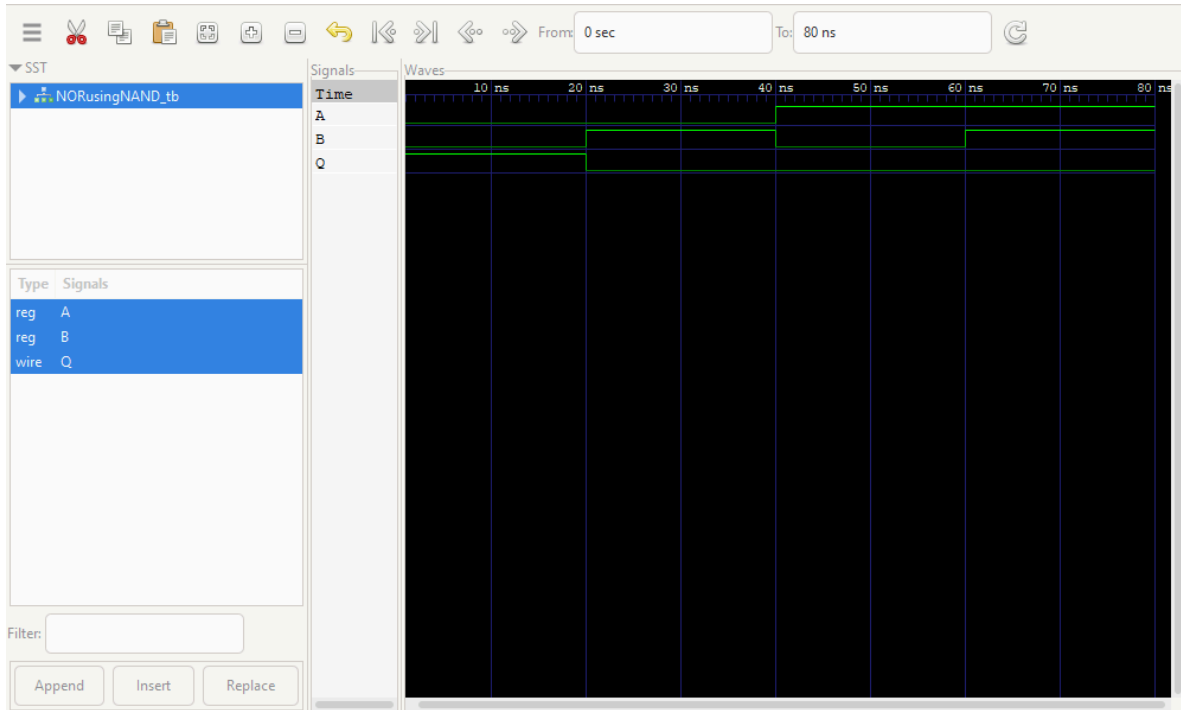 From: 0 sec To: 80 ns
SST
NORusingNAND_tb
Type Signals
reg A
reg B
wire Q
Filter:
Append Insert Replace
Signals
Time
A
B
Q
Waves
10 ns 20 ns 30 ns 40 ns 50 ns 60 ns 70 ns 80 ns